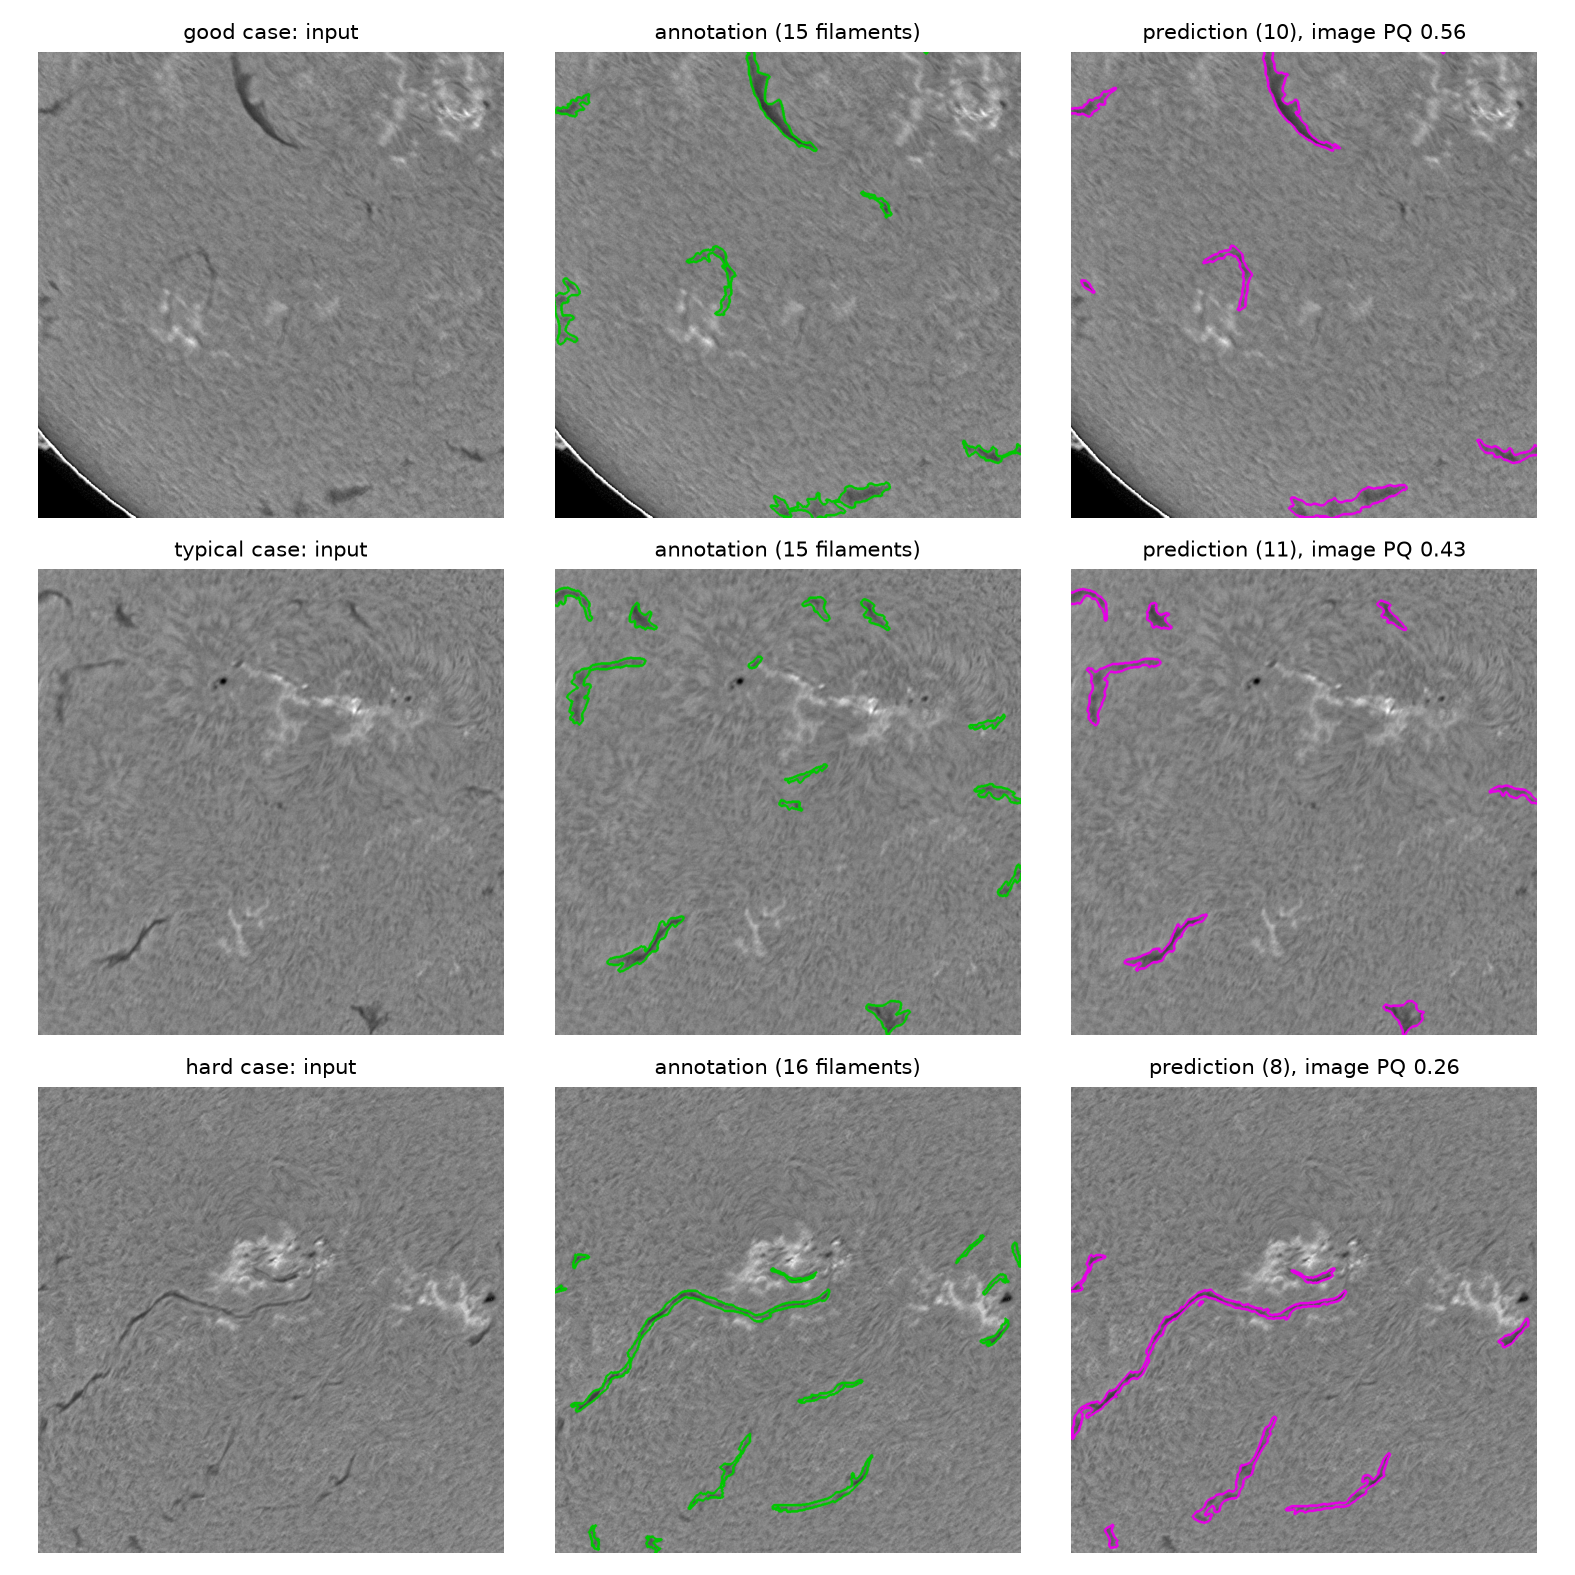 good case: input
annotation (15 filaments)
prediction (10), image PQ 0.56
typical case: input
annotation (15 filaments)
prediction (11), image PQ 0.43
hard case: input
annotation (16 filaments)
prediction (8), image PQ 0.26